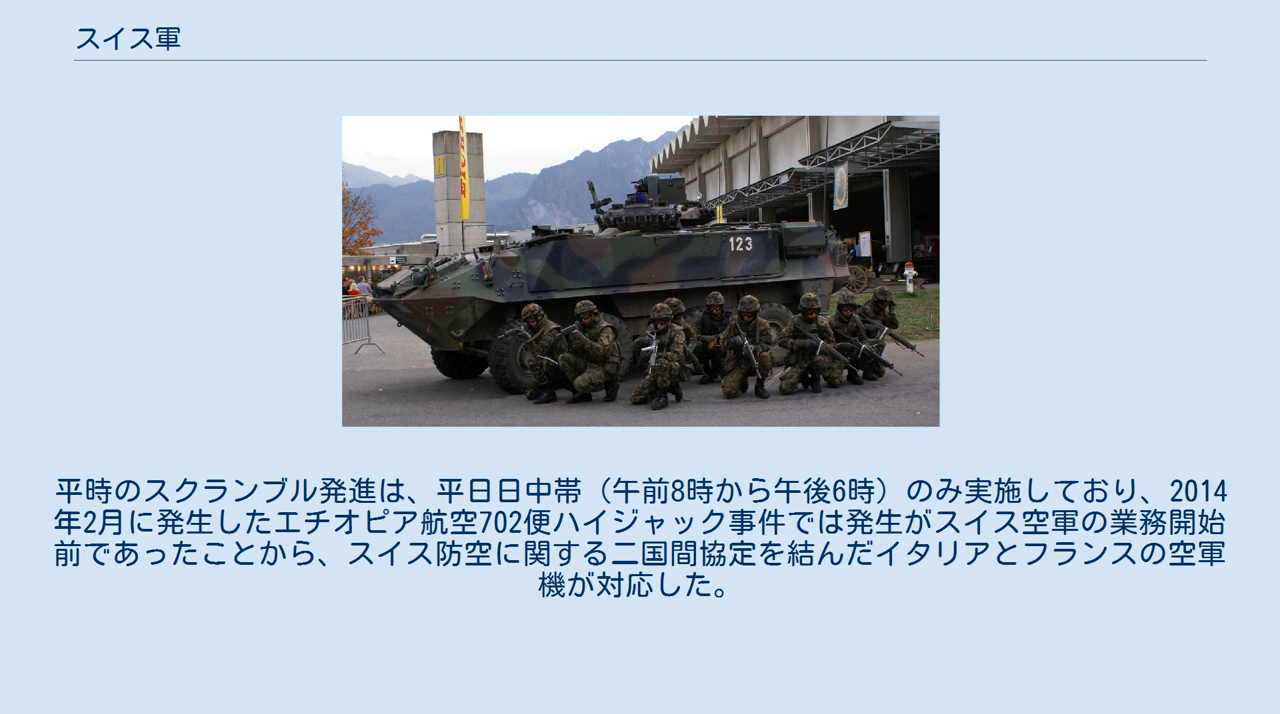 スイス軍
123
平時のスクランブル発進は、平日日中帯（午前8時から午後6時）のみ実施しており、2014
年2月に発生したエチオピア航空702便ハイジャック事件では発生がスイス空軍の業務開始
前であったことから、スイス防空に関する二国間協定を結んだイタリアとフランスの空軍
機が対応した。